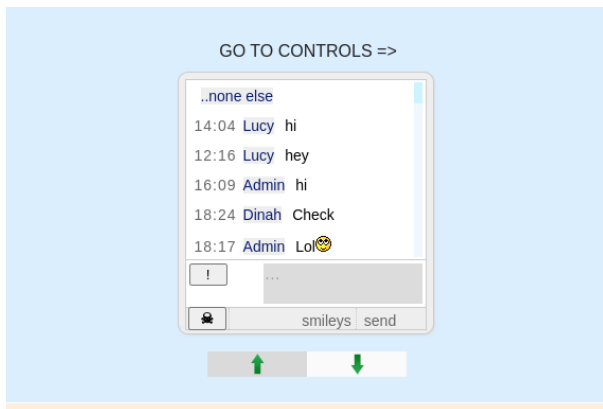 GO TO CONTROLS =>
..none else
14:04 Lucy hi
12:16 Lucy hey
16:09 Admin hi
18:24 Dinah Check
18:17 Admin Lol
!
...
smileys send